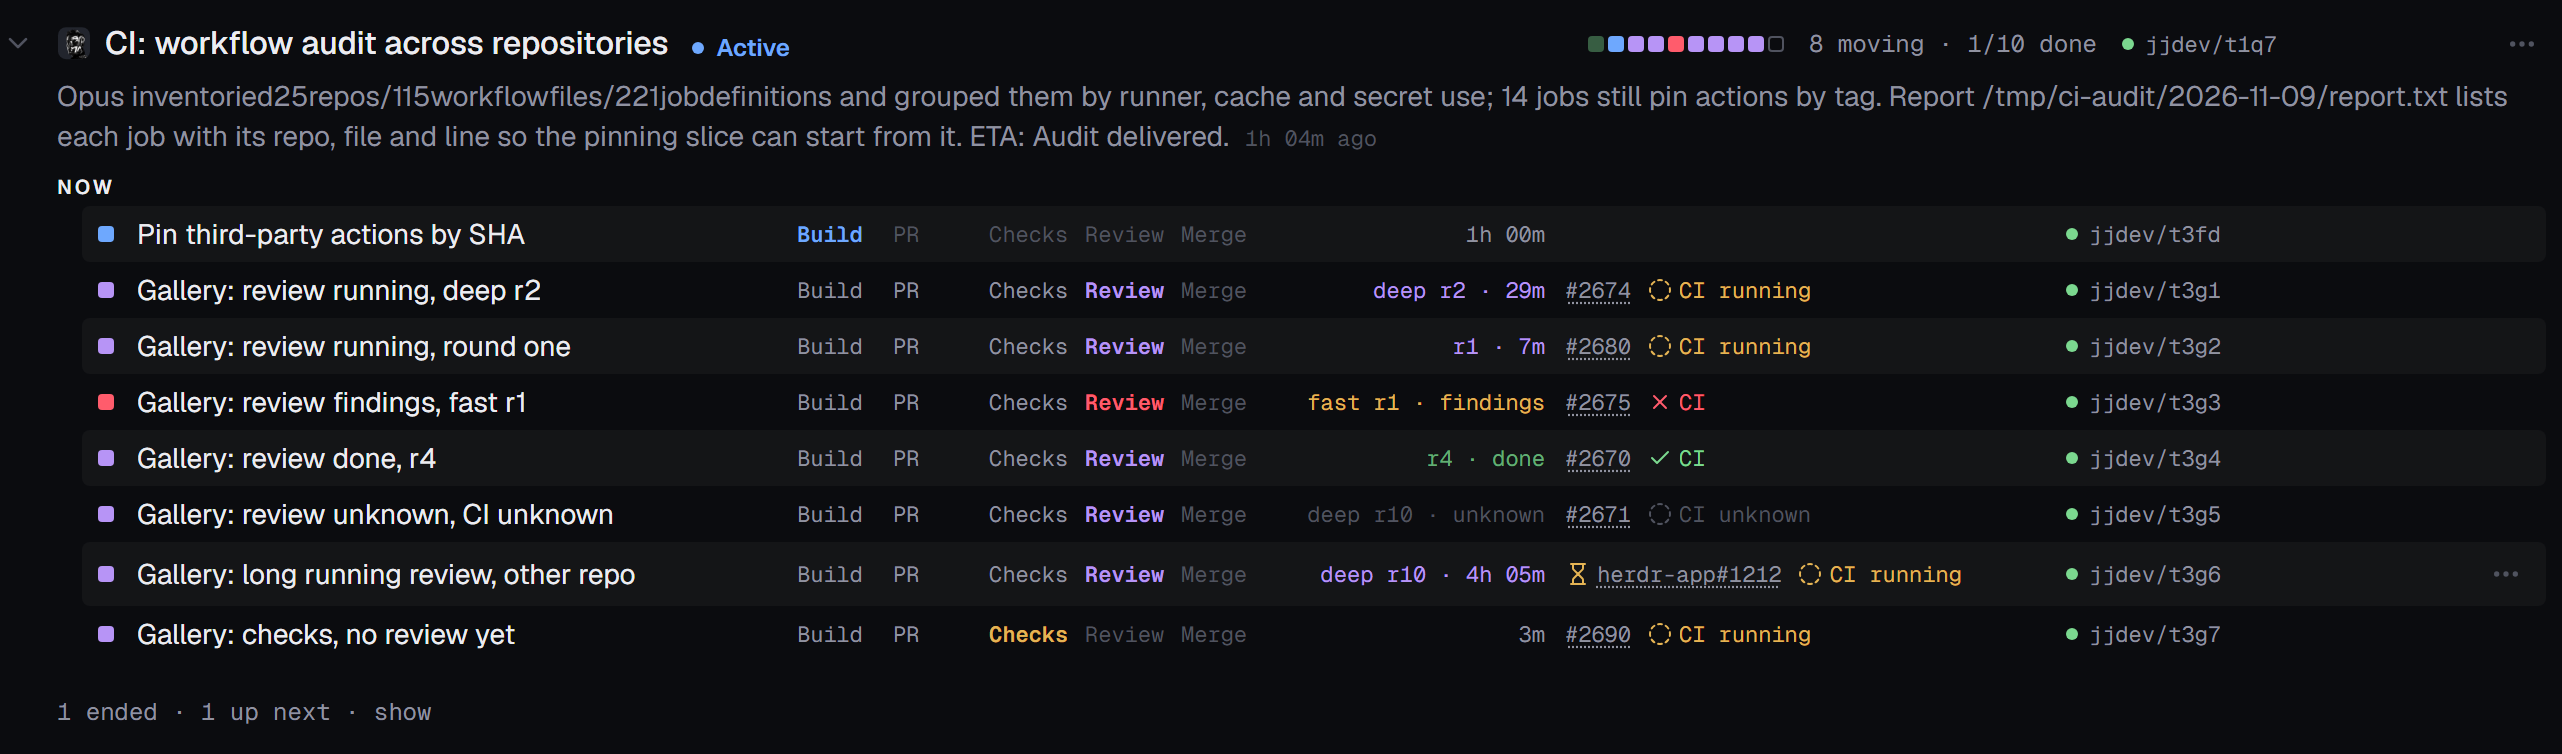 CI: workflow audit across repositories Active 8 moving · 1/10 done jjdev/t1q7
Opus inventoried25repos/115workflowfiles/221jobdefinitions and grouped them by runner, cache and secret use; 14 jobs still pin actions by tag. Report /tmp/ci-audit/2026-11-09/report.txt lists
each job with its repo, file and line so the pinning slice can start from it. ETA: Audit delivered. 1h 04m ago
NOW
Pin third-party actions by SHA Build PR Checks Review Merge 1h 00m jjdev/t3fd
Gallery: review running, deep r2 Build PR Checks Review Merge deep r2 · 29m #2674 CI running jjdev/t3g1
Gallery: review running, round one Build PR Checks Review Merge r1 · 7m #2680 CI running jjdev/t3g2
Gallery: review findings, fast r1 Build PR Checks Review Merge fast r1 · findings #2675 CI jjdev/t3g3
Gallery: review done, r4 Build PR Checks Review Merge r4 · done #2670 CI jjdev/t3g4
Gallery: review unknown, CI unknown Build PR Checks Review Merge deep r10 · unknown #2671 CI unknown jjdev/t3g5
Gallery: long running review, other repo Build PR Checks Review Merge deep r10 · 4h 05m herdr-app#1212 CI running jjdev/t3g6
Gallery: checks, no review yet Build PR Checks Review Merge 3m #2690 CI running jjdev/t3g7
1 ended · 1 up next · show